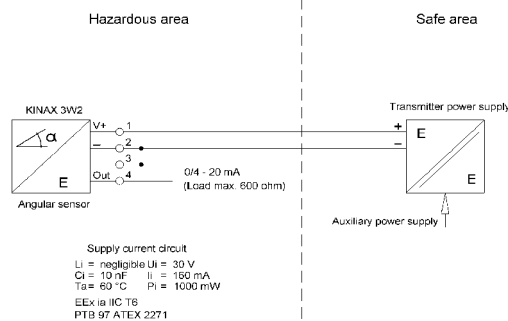 Hazardous area
Safe area
KINAX 3W2
Transmitter power supply
V+ 1
+
E
α
– 2
–
3
0/4 - 20 mA
E
Out 4
(Load max. 600 ohm)
E
Angular sensor
Auxiliary power supply
Supply current circuit
Li = negligible Ui = 30 V
Ci = 10 nF Ii = 160 mA
Ta= 60 °C Pi = 1000 mW
EEx ia IIC T6
PTB 97 ATEX 2271